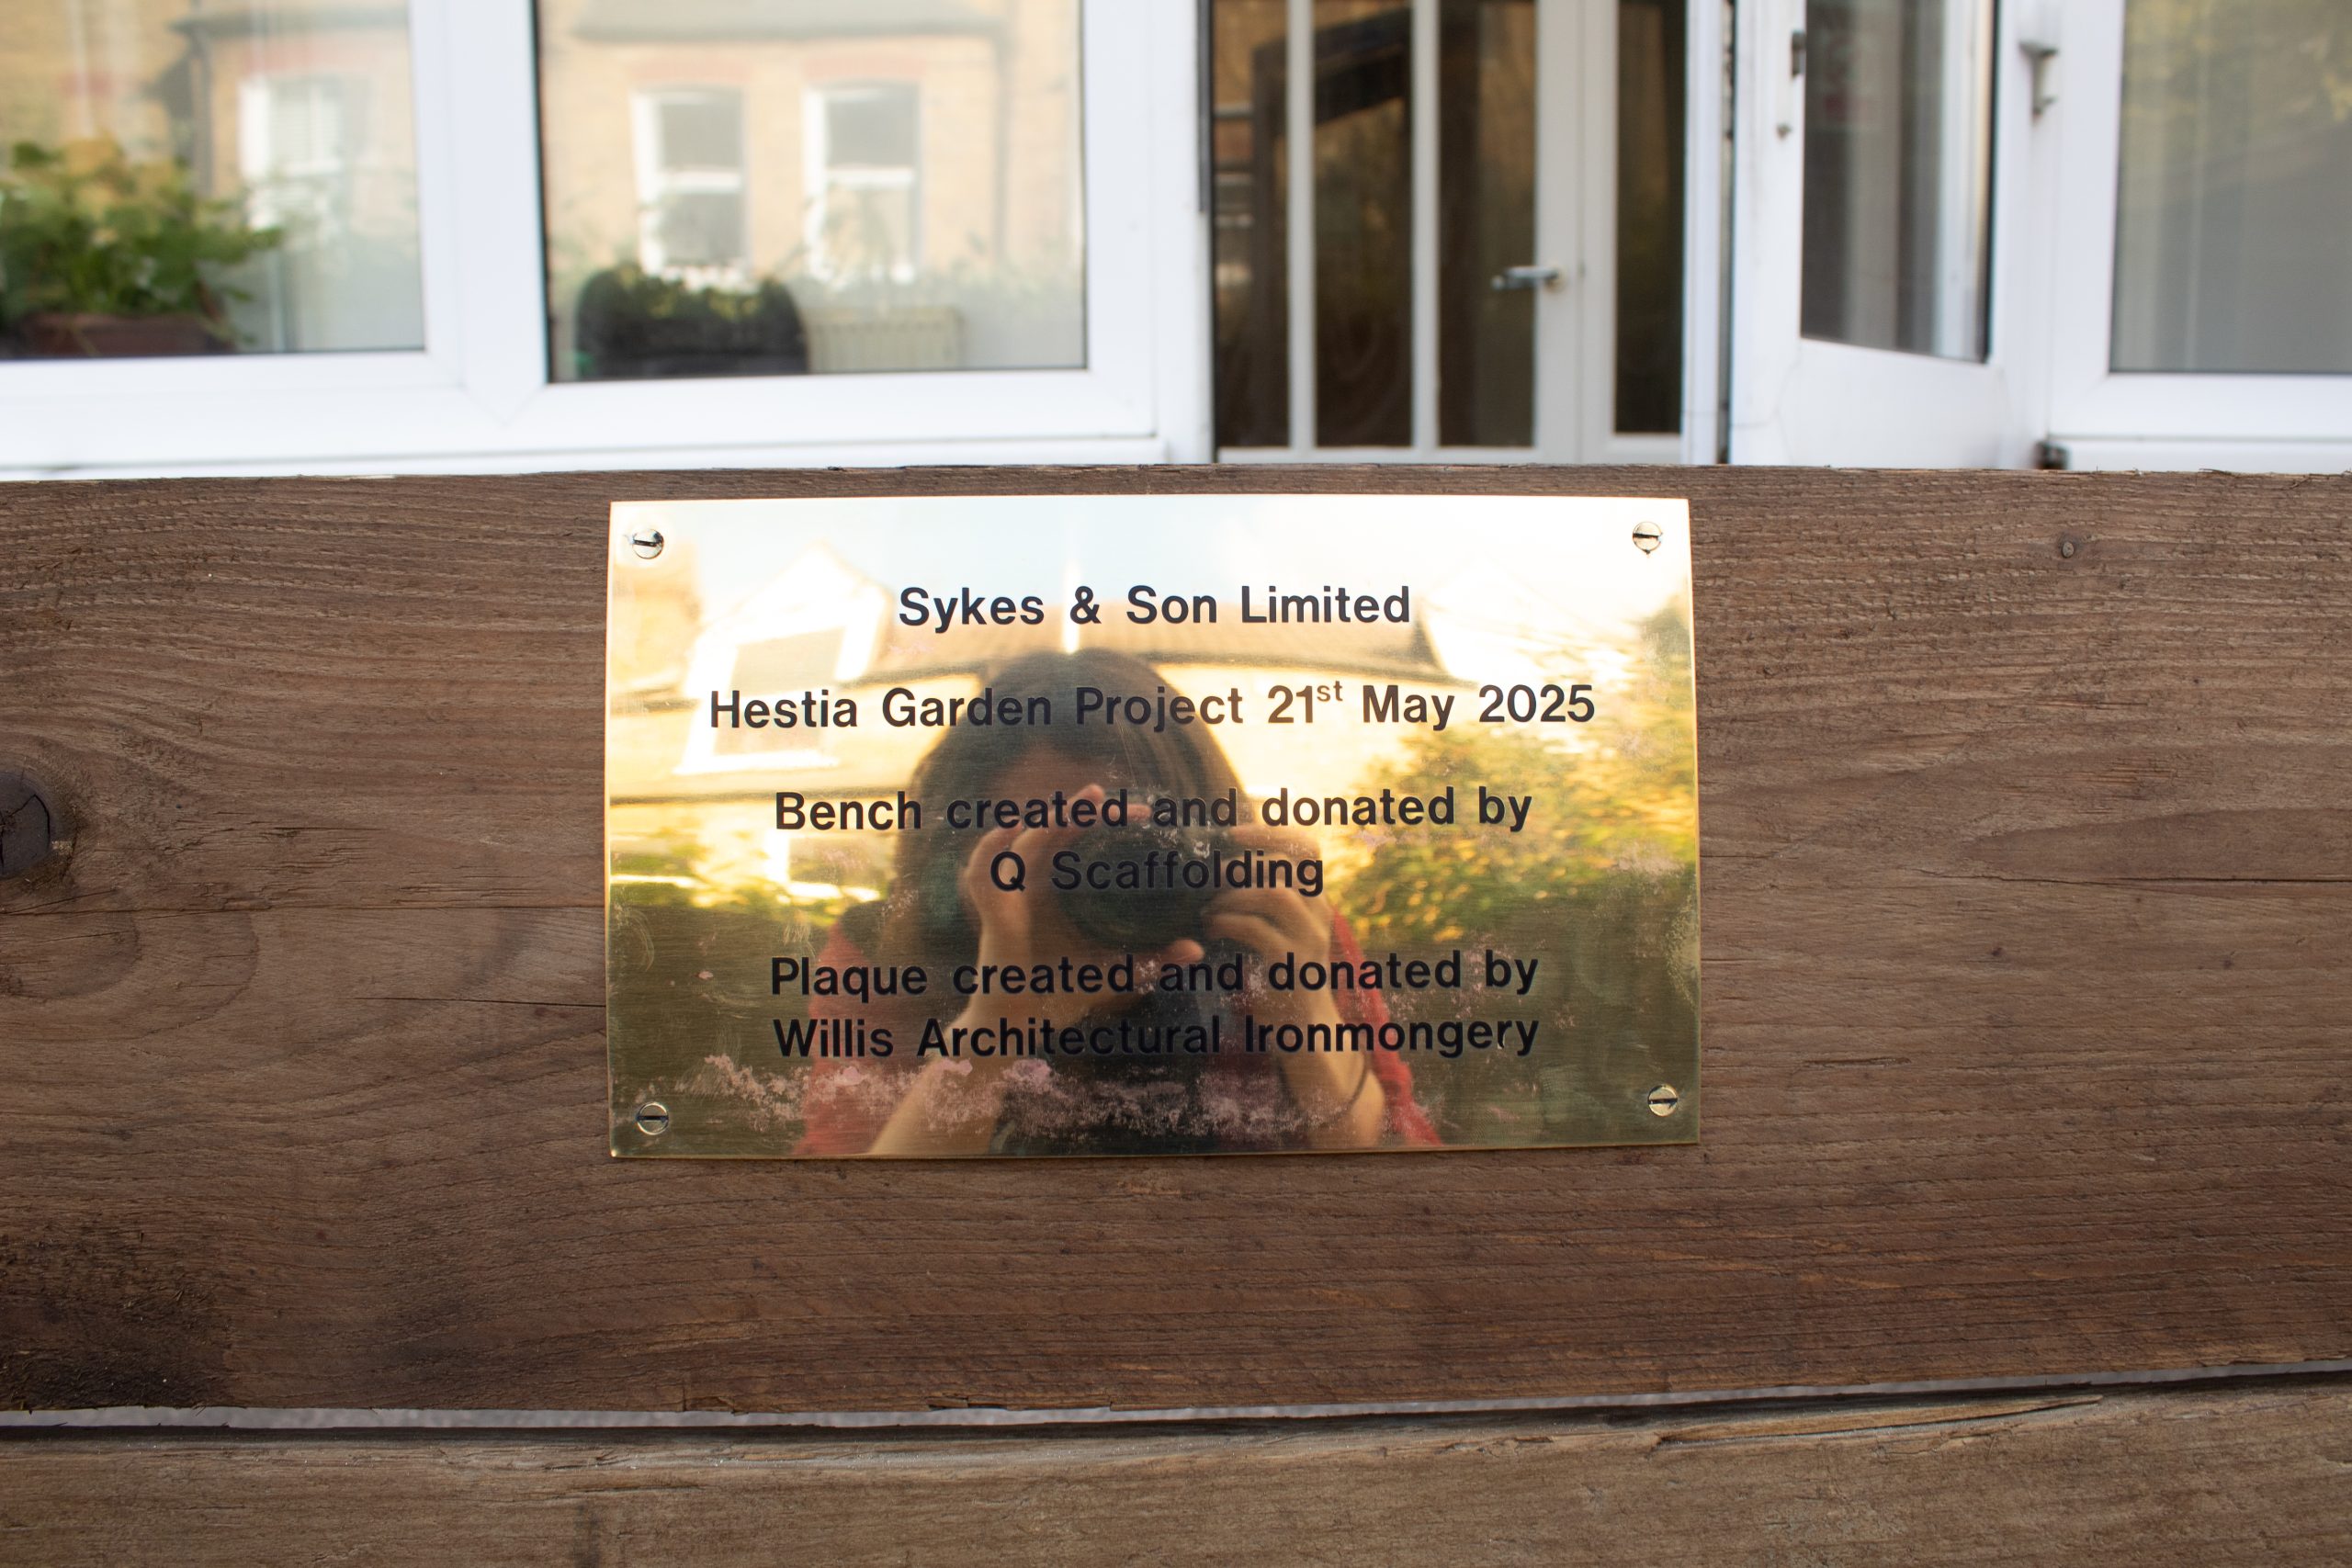 Sykes & Son Limited
Hestia Garden Project 21st May 2025
Bench created and donated by
Q Scaffolding
Plaque created and donated by
Willis Architectural Ironmongery